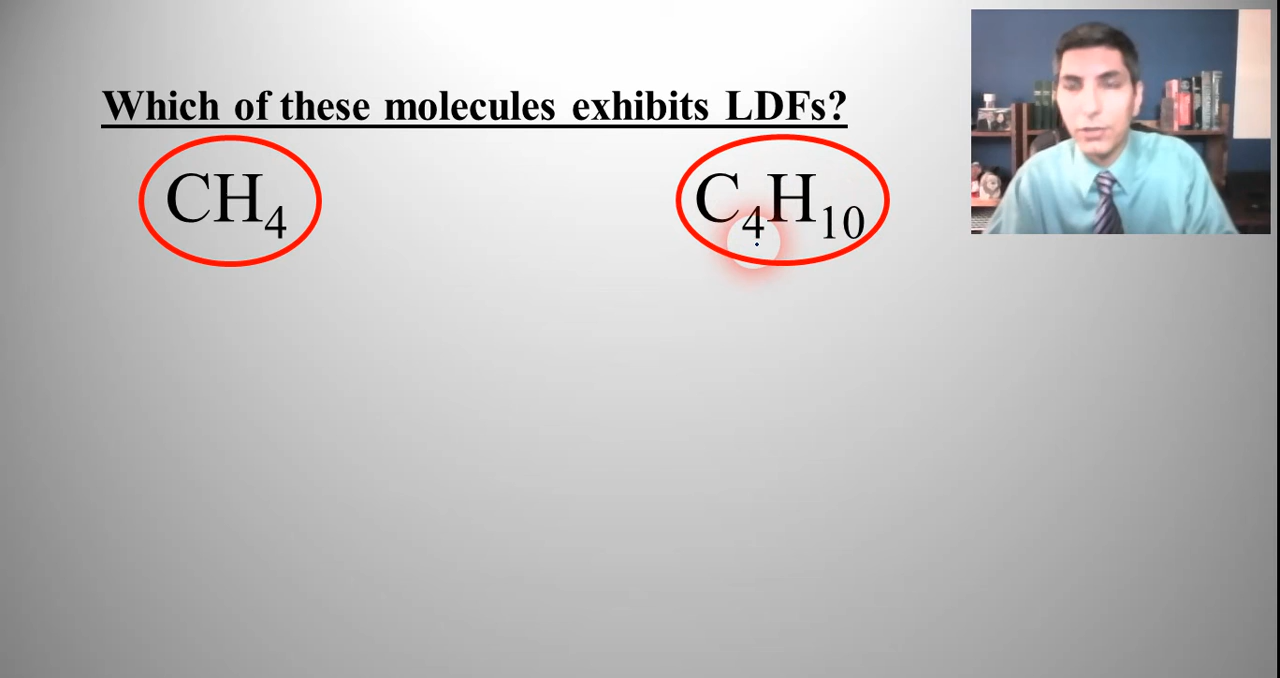 Which of these molecules exhibits LDFs?
CH₄ C₄H₁₀